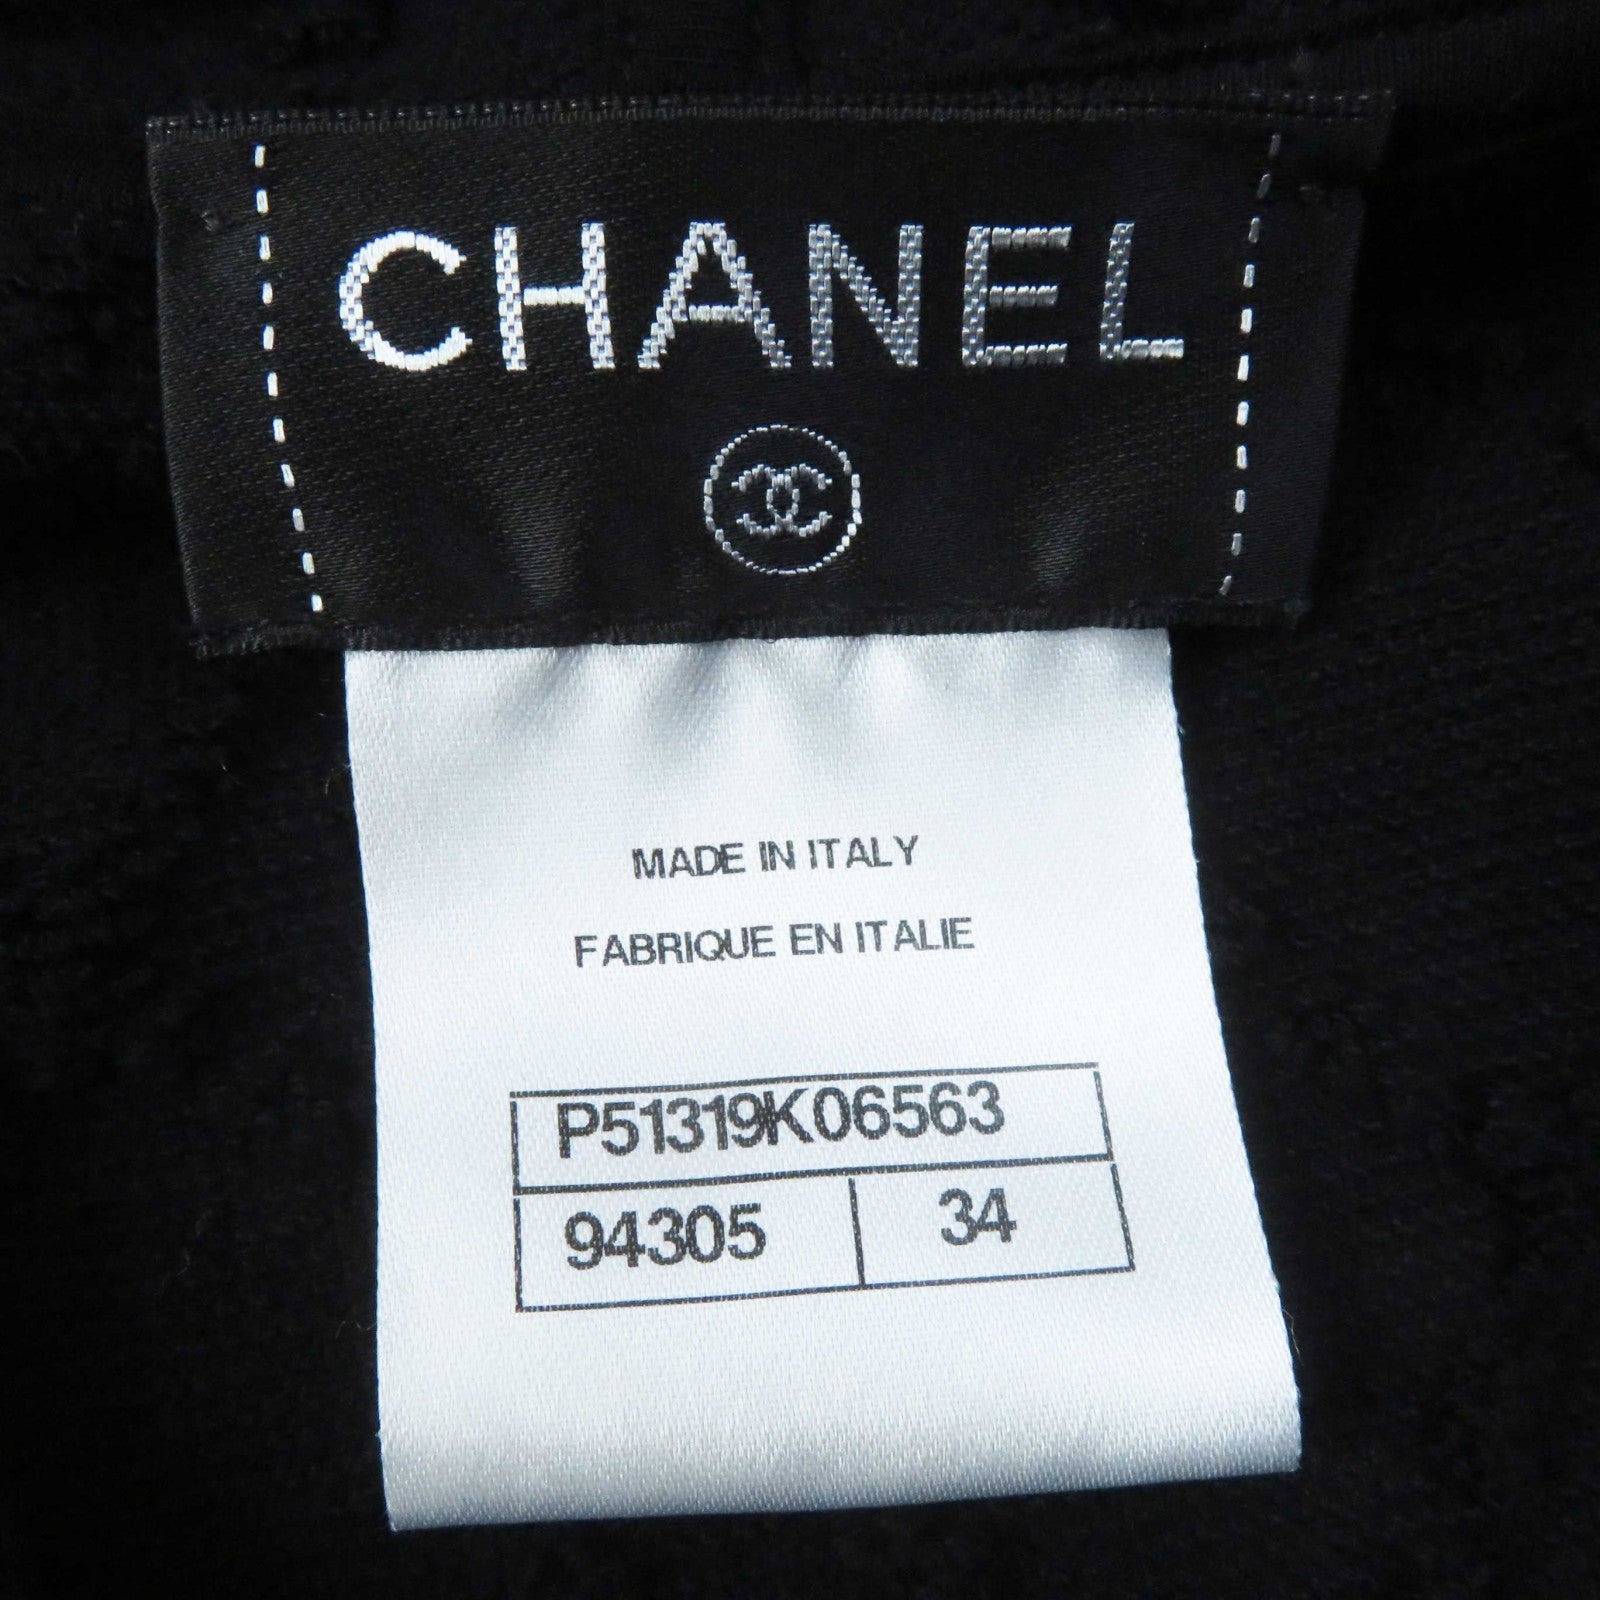 CHANEL
MADE IN ITALY
FABRIQUE EN ITALIE
P51319K06563
94305 34